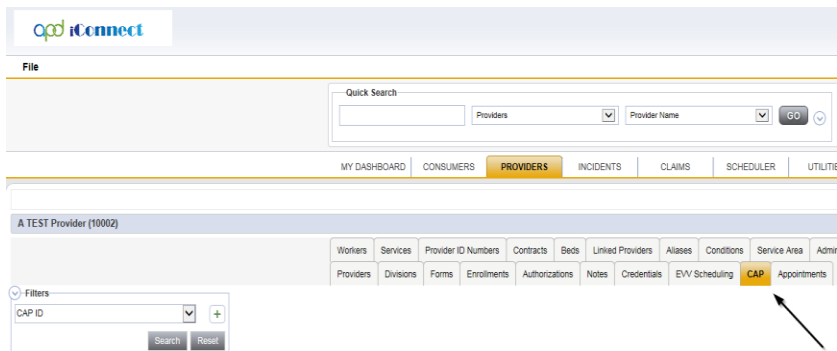 apd iConnect
File
Quick Search
Providers Provider Name GO
MY DASHBOARD CONSUMERS PROVIDERS INCIDENTS CLAIMS SCHEDULER UTILITIE
A TEST Provider (10002)
Workers Services Provider ID Numbers Contracts Beds Linked Providers Aliases Conditions Service Area Admin
Providers Divisions Forms Enrollments Authorizations Notes Credentials EVV Scheduling CAP Appointments
Filters
CAP ID +
Search Reset